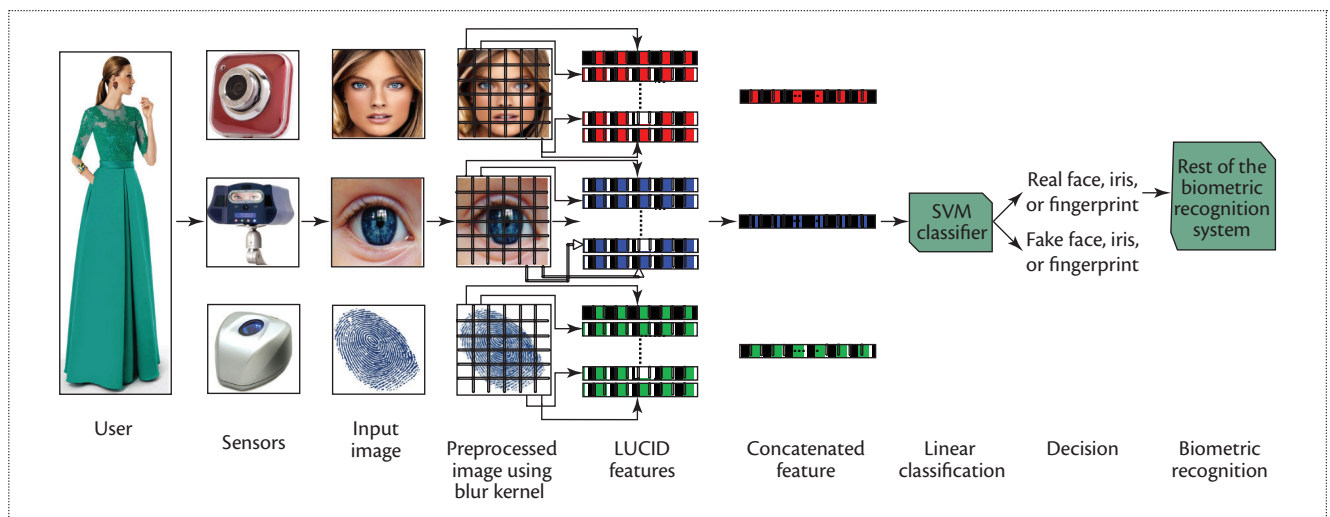 SVM
classifier
Real face, iris,
or fingerprint
Fake face, iris,
or fingerprint
Rest of the
biometric
recognition
system
User
Sensors
Input
image
Preprocessed
image using
blur kernel
LUCID
features
Concatenated
feature
Linear
classification
Decision
Biometric
recognition